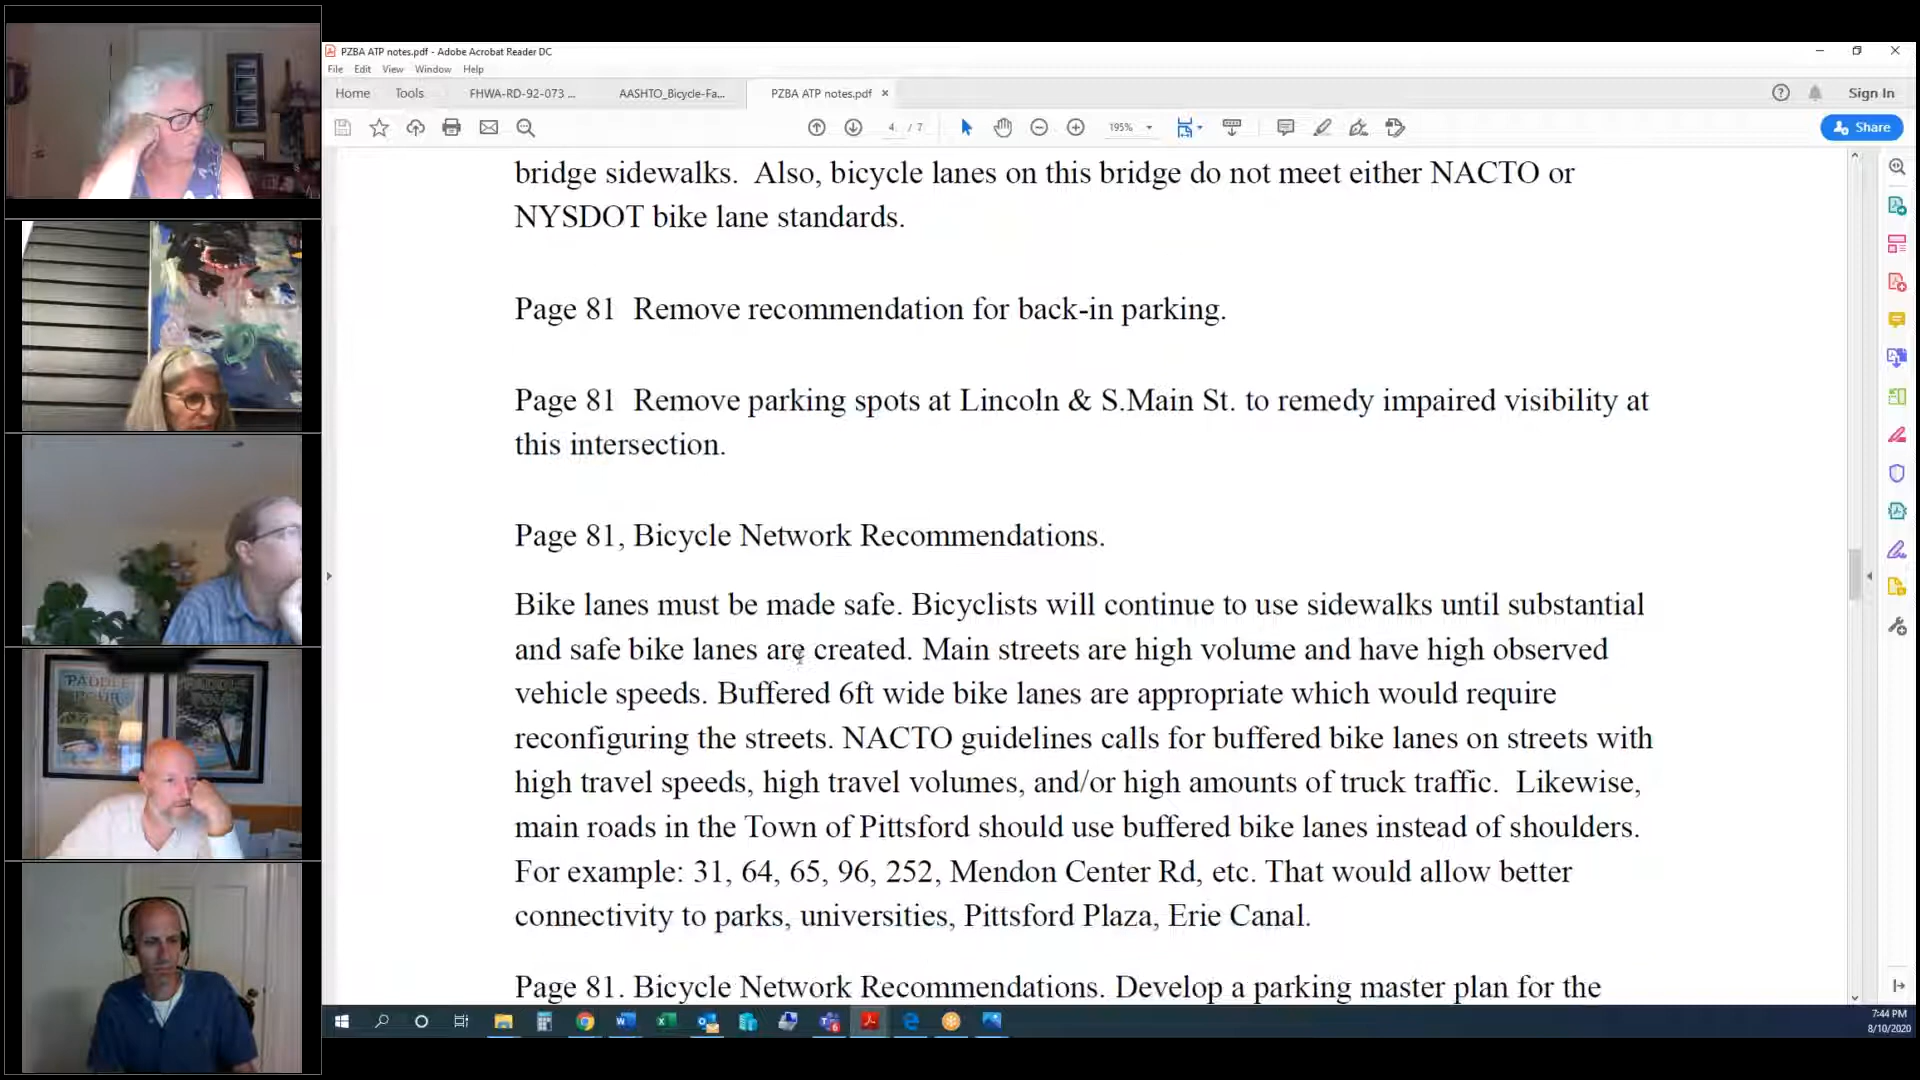 PZBA ATP notes.pdf - Adobe Acrobat Reader DC
File Edit View Window Help
Home Tools FHWA-RD-92-073 ... AASHTO_Bicycle-Fa... PZBA ATP notes.pdf × Sign In
4 / 7 195% Share
bridge sidewalks. Also, bicycle lanes on this bridge do not meet either NACTO or
NYSDOT bike lane standards.
Page 81 Remove recommendation for back-in parking.
Page 81 Remove parking spots at Lincoln & S.Main St. to remedy impaired visibility at
this intersection.
Page 81, Bicycle Network Recommendations.
Bike lanes must be made safe. Bicyclists will continue to use sidewalks until substantial
and safe bike lanes are created. Main streets are high volume and have high observed
vehicle speeds. Buffered 6ft wide bike lanes are appropriate which would require
reconfiguring the streets. NACTO guidelines calls for buffered bike lanes on streets with
high travel speeds, high travel volumes, and/or high amounts of truck traffic. Likewise,
main roads in the Town of Pittsford should use buffered bike lanes instead of shoulders.
For example: 31, 64, 65, 96, 252, Mendon Center Rd, etc. That would allow better
connectivity to parks, universities, Pittsford Plaza, Erie Canal.
Page 81. Bicycle Network Recommendations. Develop a parking master plan for the
7:44 PM
8/10/2020
PADDLE